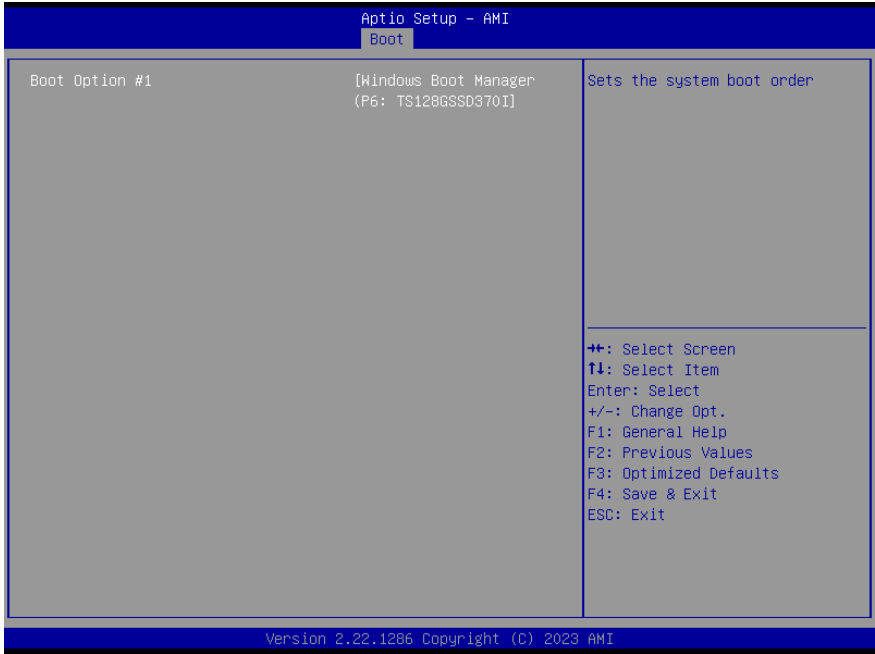 Aptio Setup – AMI
Boot
Boot Option #1 [Windows Boot Manager
(P6: TS128GSSD370I]
Sets the system boot order
→←: Select Screen
↑↓: Select Item
Enter: Select
+/-: Change Opt.
F1: General Help
F2: Previous Values
F3: Optimized Defaults
F4: Save & Exit
ESC: Exit
Version 2.22.1286 Copyright (C) 2023 AMI